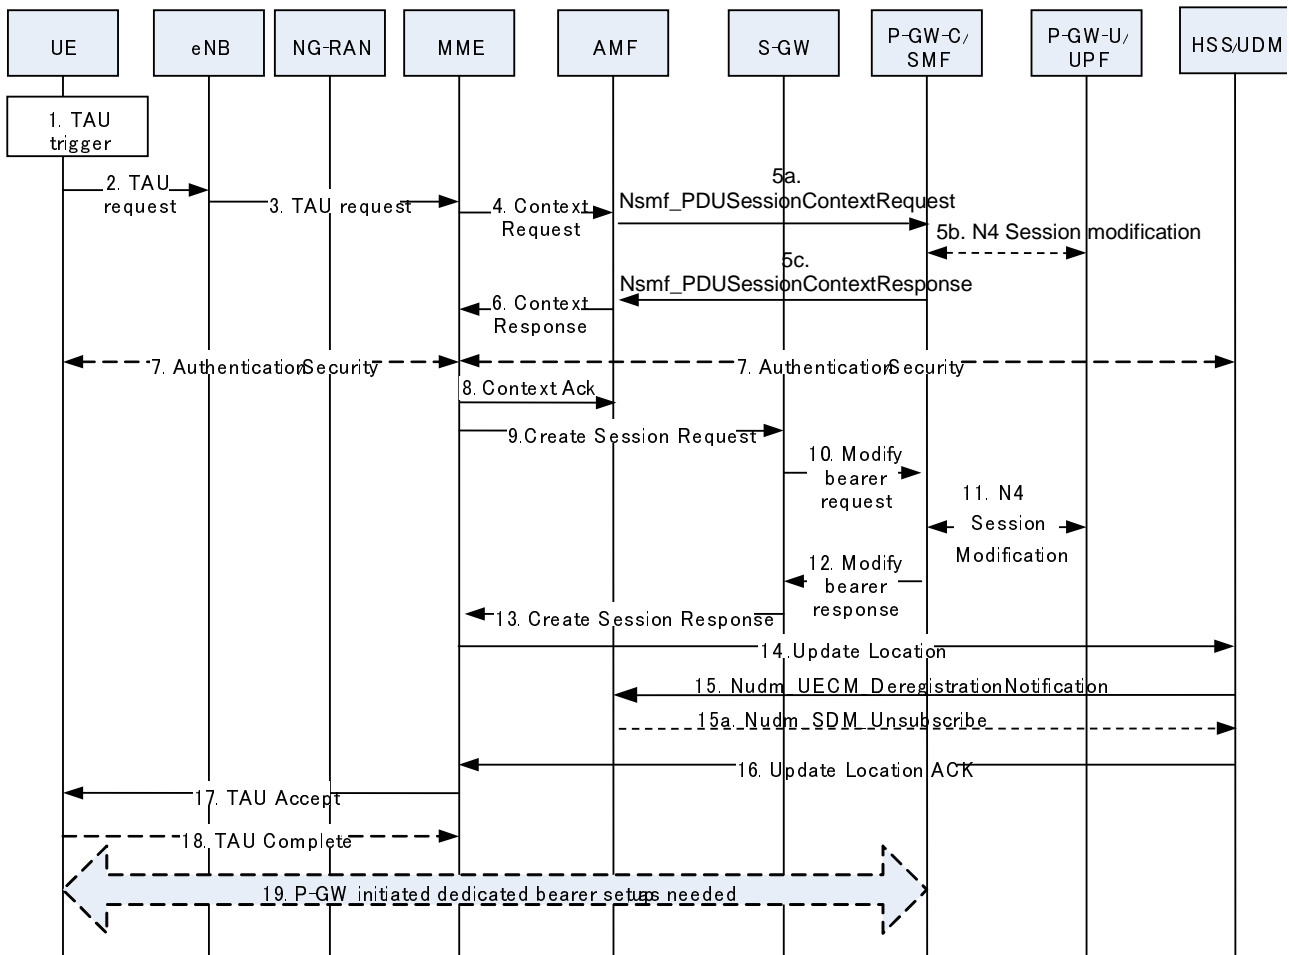 UE
eNB
NG-RAN
MME
AMF
S-GW
P-GW-C/
SMF
P-GW-U/
UPF
HSS/UDM
1. TAU
trigger
2. TAU
request
3. TAU request
4. Context
Request
5a.
Nsmf_PDUSessionContextRequest
5b. N4 Session modification
5c.
Nsmf_PDUSessionContextResponse
6. Context
Response
7. Authentication/Security
7. Authentication/Security
8. Context Ack
9.Create Session Request
10. Modify
bearer
request
11. N4
Session
Modification
12. Modify
bearer
response
13. Create Session Response
14.Update Location
15. Nudm_UECM_DeregistrationNotification
15a. Nudm_SDM_Unsubscribe
16. Update Location ACK
17. TAU Accept
18. TAU Complete
19. P-GW initiated dedicated bearer setup as needed